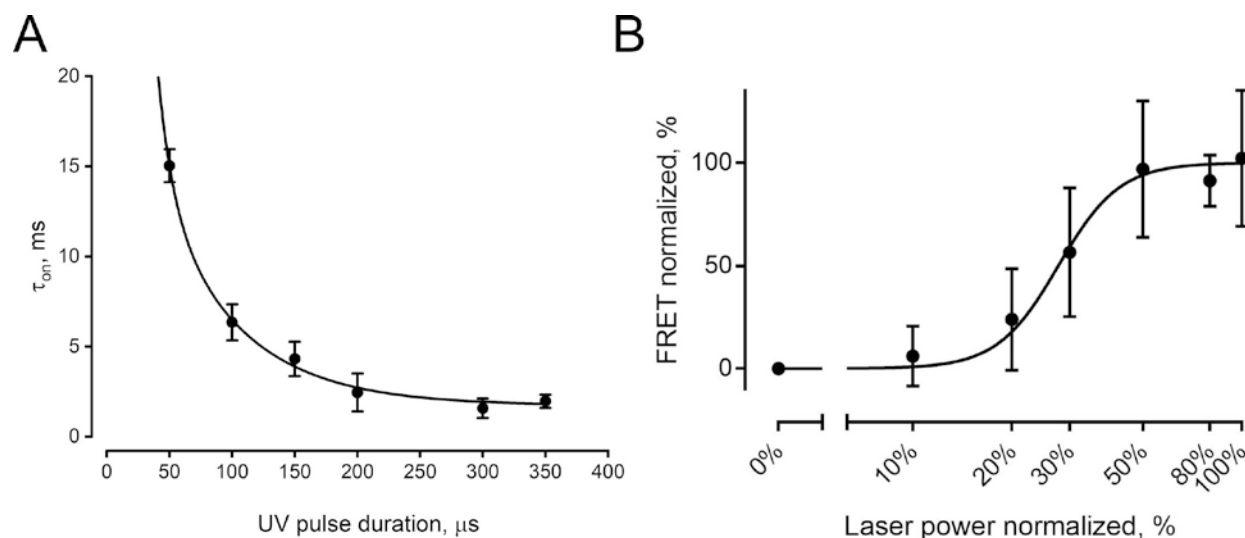 A
20
15
10
5
0
τon, ms
0 50 100 150 200 250 300 350 400
UV pulse duration, μs
B
100
50
0
FRET normalized, %
0% 10% 20% 30% 50% 80% 100%
Laser power normalized, %